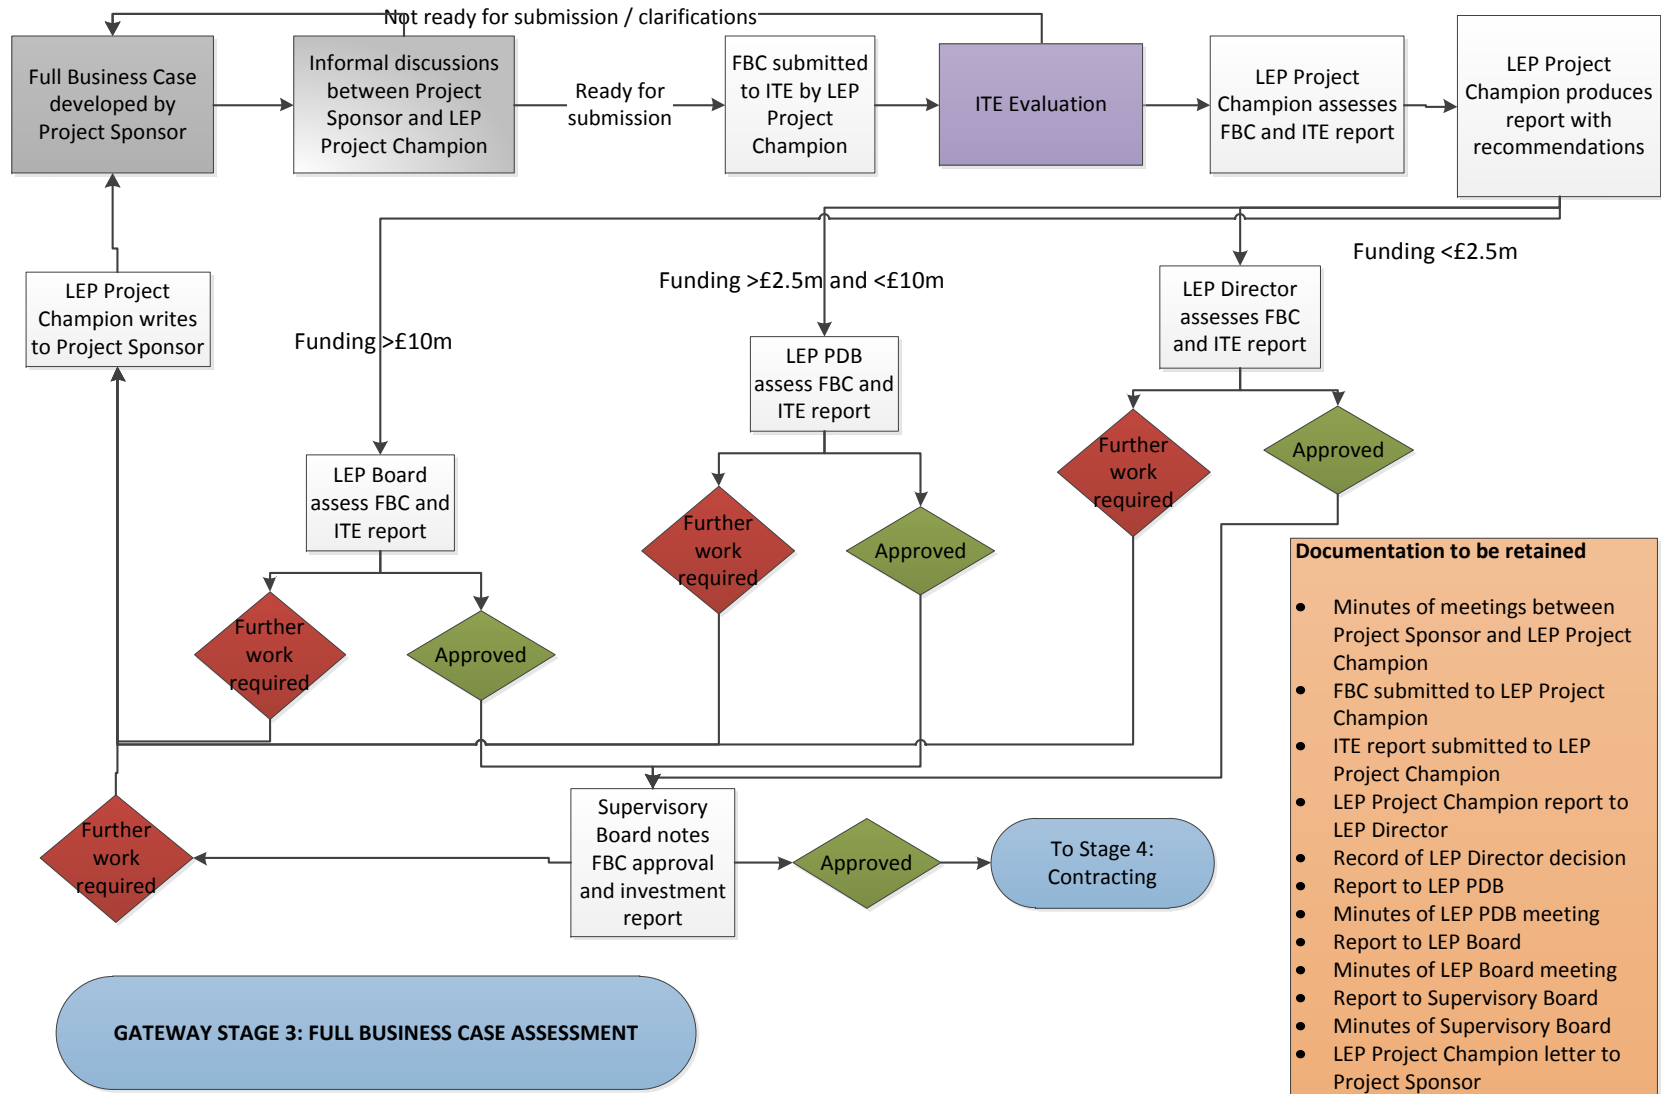 Not ready for submission / clarifications
Full Business Case
developed by
Project Sponsor
Informal discussions
between Project
Sponsor and LEP
Project Champion
Ready for
submission
FBC submitted
to ITE by LEP
Project
Champion
ITE Evaluation
LEP Project
Champion assesses
FBC and ITE report
LEP Project
Champion produces
report with
recommendations
LEP Project
Champion writes
to Project Sponsor
Funding >£10m
Funding >£2.5m and <£10m
Funding <£2.5m
LEP Board
assess FBC and
ITE report
LEP PDB
assess FBC and
ITE report
LEP Director
assesses FBC
and ITE report
Further
work
required
Approved
Further
work
required
Approved
Further
work
required
Approved
Further
work
required
Supervisory
Board notes
FBC approval
and investment
report
Approved
To Stage 4:
Contracting
GATEWAY STAGE 3: FULL BUSINESS CASE ASSESSMENT
Documentation to be retained
• Minutes of meetings between
Project Sponsor and LEP Project
Champion
• FBC submitted to LEP Project
Champion
• ITE report submitted to LEP
Project Champion
• LEP Project Champion report to
LEP Director
• Record of LEP Director decision
• Report to LEP PDB
• Minutes of LEP PDB meeting
• Report to LEP Board
• Minutes of LEP Board meeting
• Report to Supervisory Board
• Minutes of Supervisory Board
• LEP Project Champion letter to
Project Sponsor